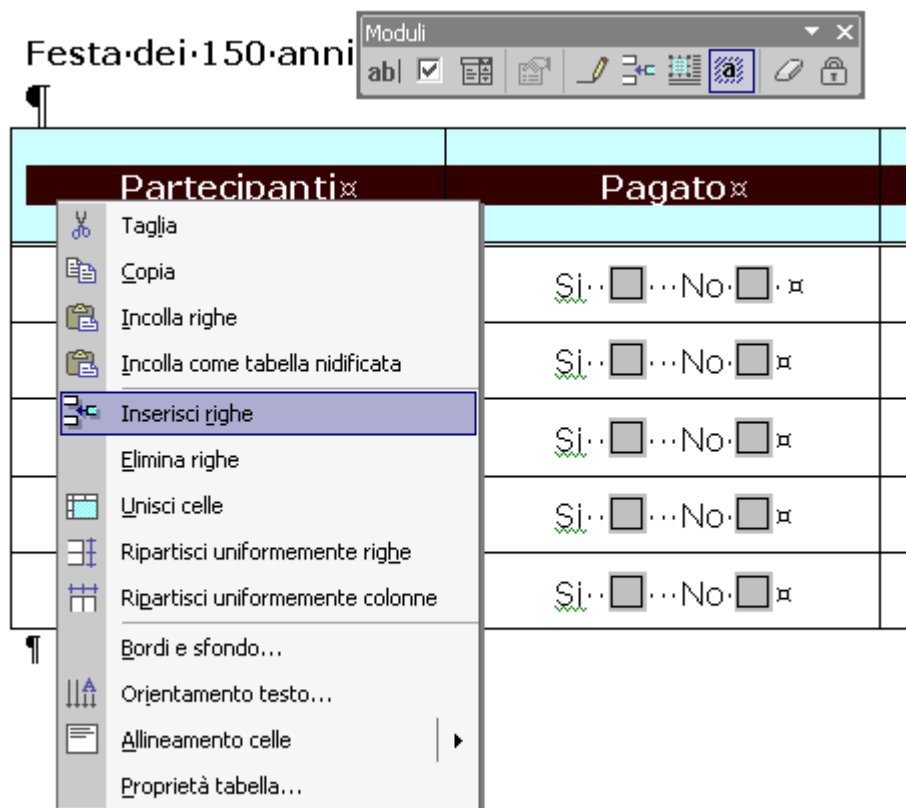 Festa·dei·150·anni
Moduli
ab|
a
¶
Partecipanti¤
Pagato¤
Taglia
Copia
Incolla righe
Incolla come tabella nidificata
Inserisci righe
Elimina righe
Unisci celle
Ripartisci uniformemente righe
Ripartisci uniformemente colonne
Bordi e sfondo...
Orientamento testo...
Allineamento celle
Proprietà tabella...
Si··☐···No·☐·¤
Si··☐···No·☐¤
Si··☐···No·☐¤
Si··☐···No·☐¤
Si··☐···No·☐¤
¶